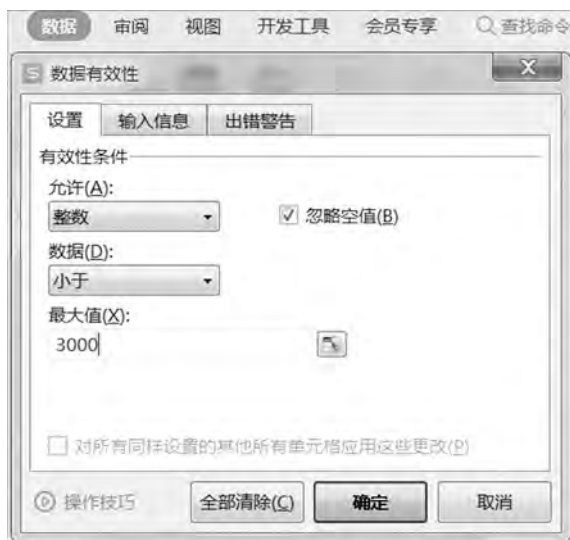 数据 审阅 视图 开发工具 会员专享 查找命令
S 数据有效性
设置 输入信息 出错警告
有效性条件
允许(A):
整数 忽略空值(B)
数据(D):
小于
最大值(X):
3000
对所有同样设置的其他所有单元格应用这些更改(P)
操作技巧 全部清除(C) 确定 取消